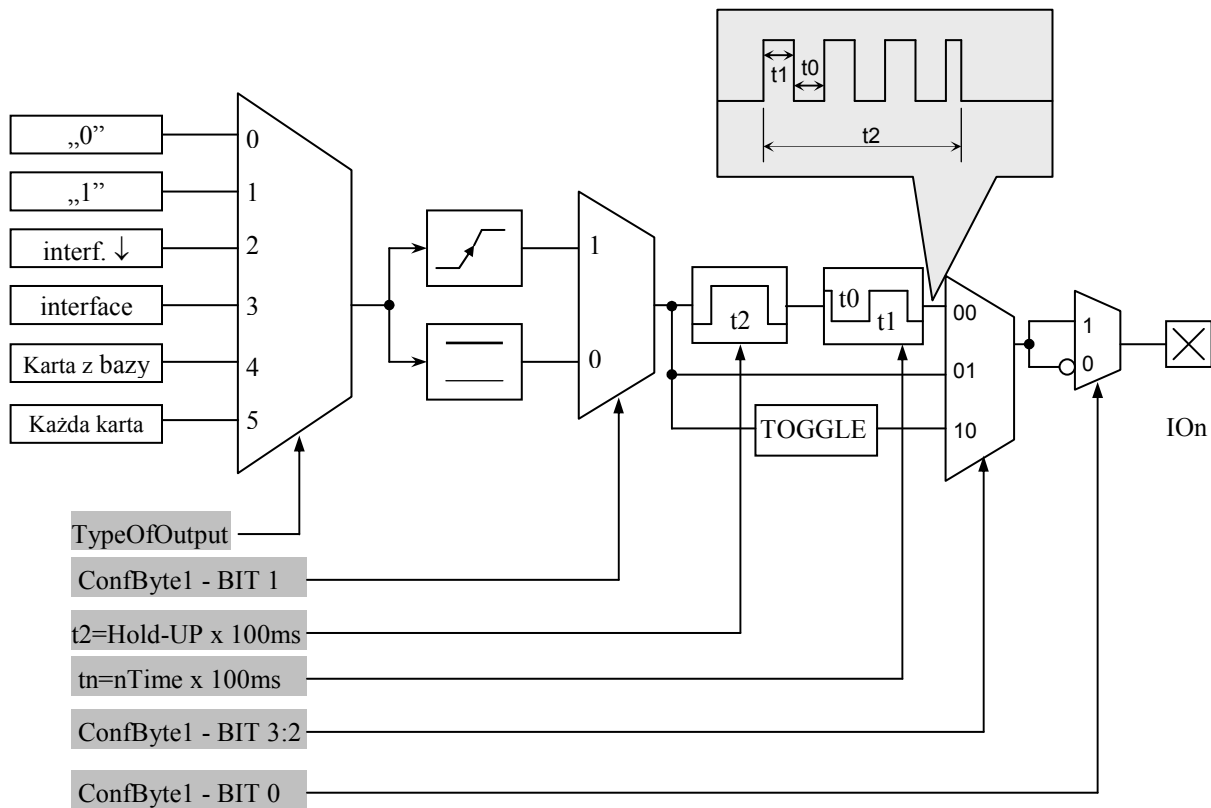 t1
t0
t2
„0”
0
„1”
1
interf. ↓
2
interface
3
Karta z bazy
4
Każda karta
5
1
0
t2
t0
t1
00
01
TOGGLE
10
1
0
IOn
TypeOfOutput
ConfByte1 - BIT 1
t2=Hold-UP x 100ms
tn=nTime x 100ms
ConfByte1 - BIT 3:2
ConfByte1 - BIT 0